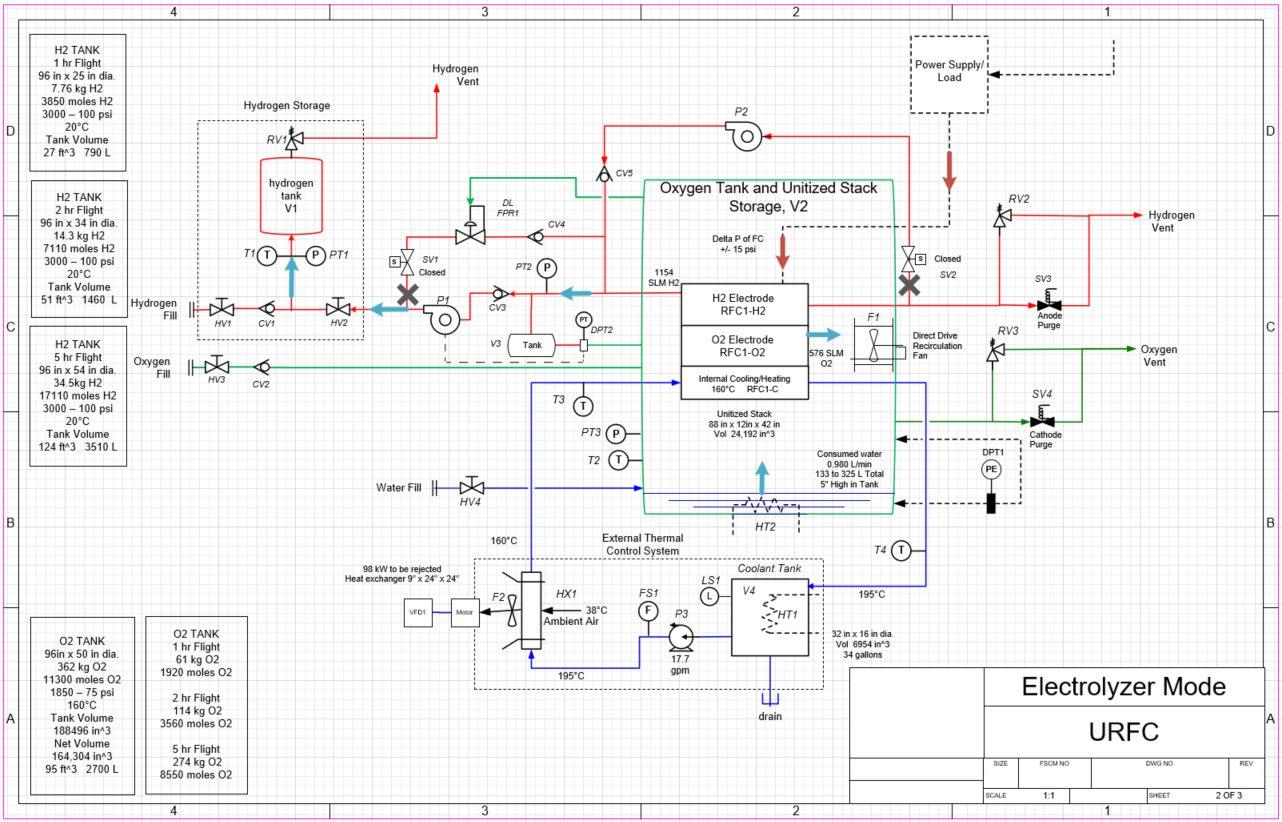 4
3
2
1
D
C
B
A
H2 TANK
1 hr Flight
96 in x 25 in dia.
7.76 kg H2
3850 moles H2
3000 – 100 psi
20°C
Tank Volume
27 ft^3 790 L
H2 TANK
2 hr Flight
96 in x 34 in dia.
14.3 kg H2
7110 moles H2
3000 – 100 psi
20°C
Tank Volume
51 ft^3 1460 L
H2 TANK
5 hr Flight
96 in x 54 in dia.
34.5kg H2
17110 moles H2
3000 – 100 psi
20°C
Tank Volume
124 ft^3 3510 L
O2 TANK
96in x 50 in dia.
362 kg O2
11300 moles O2
1850 – 75 psi
160°C
Tank Volume
188496 in^3
Net Volume
164,304 in^3
95 ft^3 2700 L
O2 TANK
1 hr Flight
61 kg O2
1920 moles O2
2 hr Flight
114 kg O2
3560 moles O2
5 hr Flight
274 kg O2
8550 moles O2
Hydrogen Storage
RV1
hydrogen
tank
V1
T1
T
P
PT1
Hydrogen
Vent
Hydrogen
Fill
HV1
CV1
HV2
Oxygen
Fill
HV3
CV2
DL
FPR1
CV4
S
SV1
Closed
P1
PT2
P
CV3
V3
Tank
PT
DPT2
CV5
P2
1154
SLM H2
Oxygen Tank and Unitized Stack
Storage, V2
Delta P of FC
+/- 15 psi
H2 Electrode
RFC1-H2
O2 Electrode
RFC1-O2
Internal Cooling/Heating
160°C RFC1-C
Unitized Stack
88 in x 12in x 42 in
Vol 24,192 in^3
576 SLM
O2
F1
Direct Drive
Recirculation
Fan
Power Supply/
Load
S
Closed
SV2
RV2
Hydrogen
Vent
SV3
Anode
Purge
RV3
Oxygen
Vent
SV4
Cathode
Purge
DPT1
PE
Consumed water
0.980 L/min
133 to 325 L Total
5" High in Tank
HT2
T3
T
PT3
P
T2
T
Water Fill
HV4
T4
T
195°C
160°C
External Thermal
Control System
98 kW to be rejected
Heat exchanger 9" x 24" x 24"
VFD1
Motor
F2
HX1
38°C
Ambient Air
195°C
FS1
F
P3
17.7
gpm
LS1
L
Coolant Tank
V4
HT1
32 in x 16 in dia.
Vol 6954 in^3
34 gallons
drain
Electrolyzer Mode
URFC
SIZE
FSCM NO
DWG NO
REV
SCALE
1:1
SHEET
2 OF 3
D
C
B
A
4
3
2
1